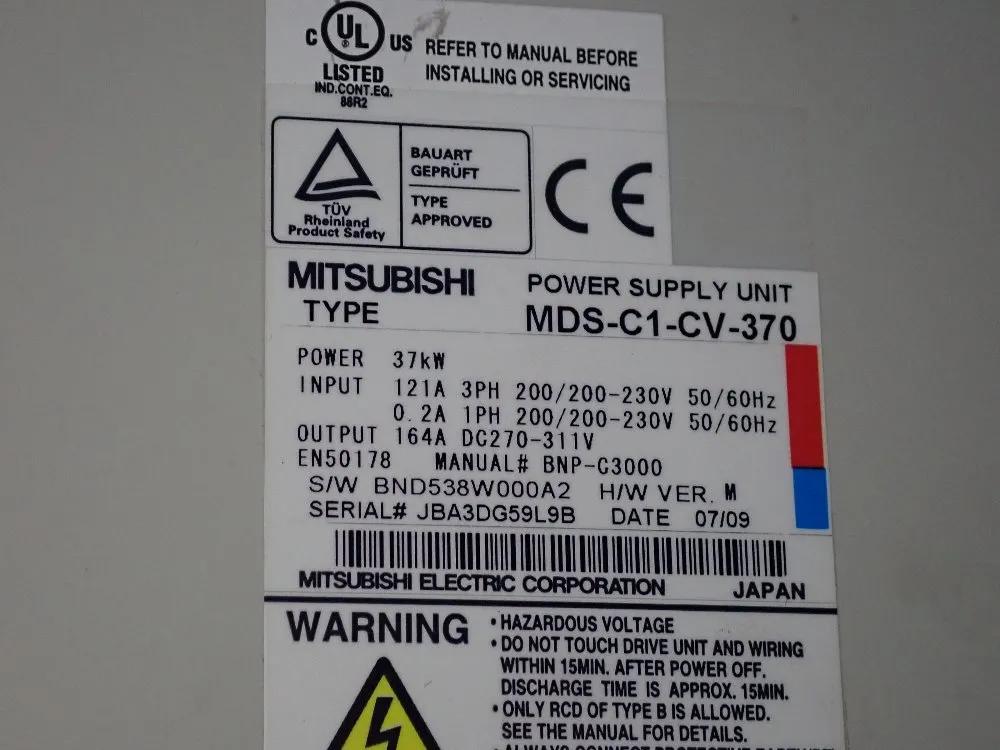 C UL ® US
LISTED
IND.CONT.EQ.
88R2
REFER TO MANUAL BEFORE
INSTALLING OR SERVICING
TÜV
Rheinland
Product Safety
BAUART
GEPRÜFT
TYPE
APPROVED
CE
MITSUBISHI POWER SUPPLY UNIT
TYPE MDS-C1-CV-370
POWER 37kW
INPUT 121A 3PH 200/200-230V 50/60Hz
0.2A 1PH 200/200-230V 50/60Hz
OUTPUT 164A DC270-311V
EN50178 MANUAL# BNP-C3000
S/W BND538W000A2 H/W VER. M
SERIAL# JBA3DG59L9B DATE 07/09
MITSUBISHI ELECTRIC CORPORATION JAPAN
WARNING
• HAZARDOUS VOLTAGE
• DO NOT TOUCH DRIVE UNIT AND WIRING
WITHIN 15MIN. AFTER POWER OFF.
DISCHARGE TIME IS APPROX. 15MIN.
• ONLY RCD OF TYPE B IS ALLOWED.
SEE THE MANUAL FOR DETAILS.
• ALWAYS CONNECT PROTECTIVE EARTH